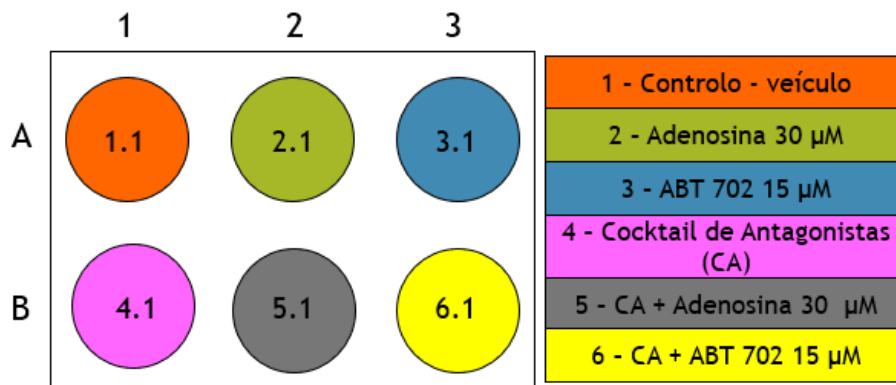 1 2 3
A 1.1 2.1 3.1
B 4.1 5.1 6.1
1 - Controlo - veículo
2 - Adenosina 30 µM
3 - ABT 702 15 µM
4 - Cocktail de Antagonistas
(CA)
5 - CA + Adenosina 30 µM
6 - CA + ABT 702 15 µM